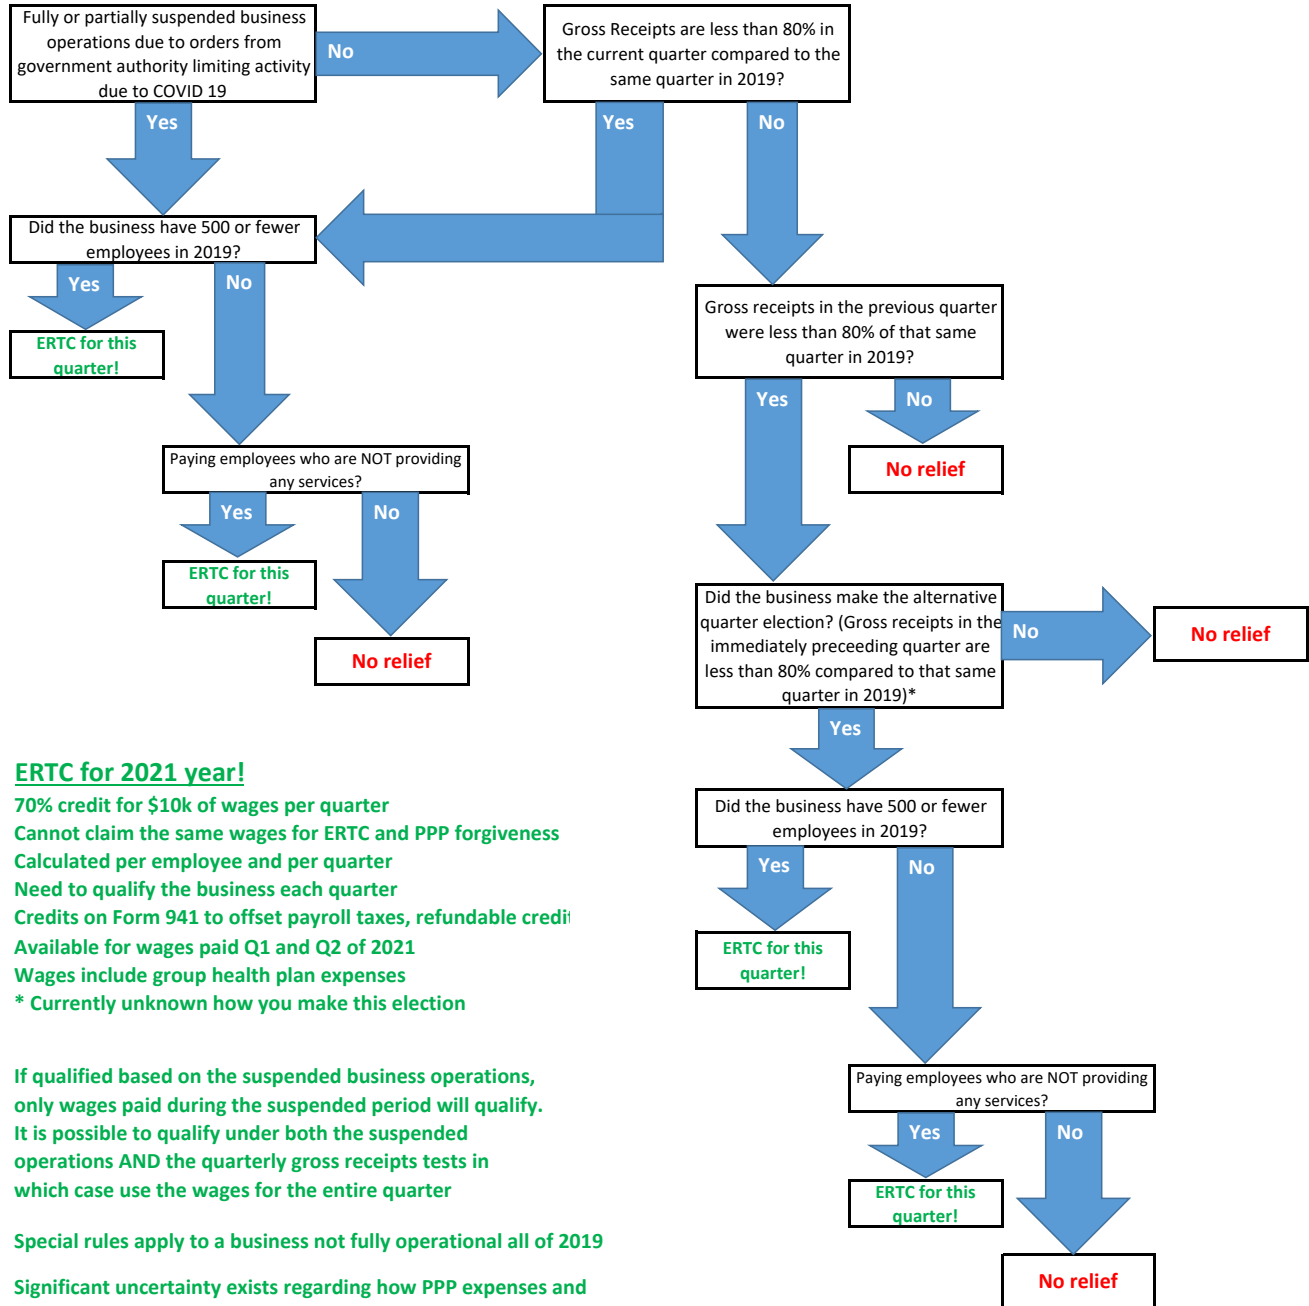 Fully or partially suspended business
operations due to orders from
government authority limiting activity
due to COVID 19
No
Gross Receipts are less than 80% in
the current quarter compared to the
same quarter in 2019?
Yes
Yes
No
Did the business have 500 or fewer
employees in 2019?
Yes
No
ERTC for this
quarter!
Gross receipts in the previous quarter
were less than 80% of that same
quarter in 2019?
Yes
No
No relief
Paying employees who are NOT providing
any services?
Yes
No
ERTC for this
quarter!
No relief
Did the business make the alternative
quarter election? (Gross receipts in the
immediately preceeding quarter are
less than 80% compared to that same
quarter in 2019)*
No
No relief
Yes
Did the business have 500 or fewer
employees in 2019?
Yes
No
ERTC for this
quarter!
Paying employees who are NOT providing
any services?
Yes
No
ERTC for this
quarter!
No relief
ERTC for 2021 year!
70% credit for $10k of wages per quarter
Cannot claim the same wages for ERTC and PPP forgiveness
Calculated per employee and per quarter
Need to qualify the business each quarter
Credits on Form 941 to offset payroll taxes, refundable credit
Available for wages paid Q1 and Q2 of 2021
Wages include group health plan expenses
* Currently unknown how you make this election
If qualified based on the suspended business operations,
only wages paid during the suspended period will qualify.
It is possible to qualify under both the suspended
operations AND the quarterly gross receipts tests in
which case use the wages for the entire quarter
Special rules apply to a business not fully operational all of 2019
Significant uncertainty exists regarding how PPP expenses and